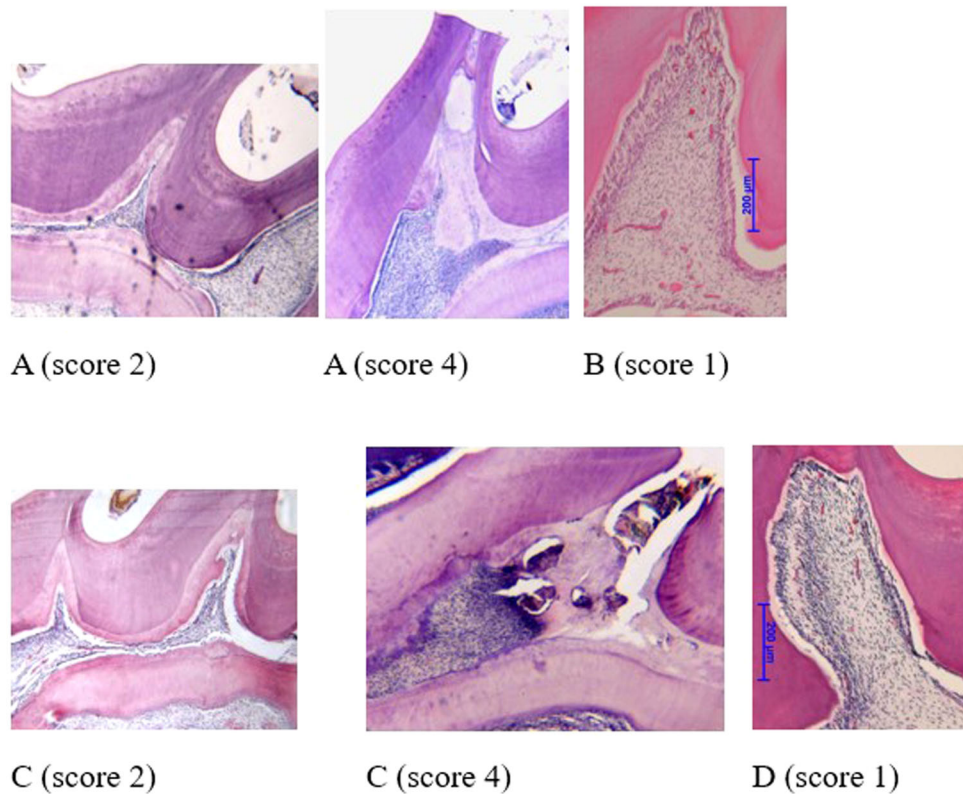 200 µm
A (score 2)
A (score 4)
B (score 1)
200 µm
C (score 2)
C (score 4)
D (score 1)